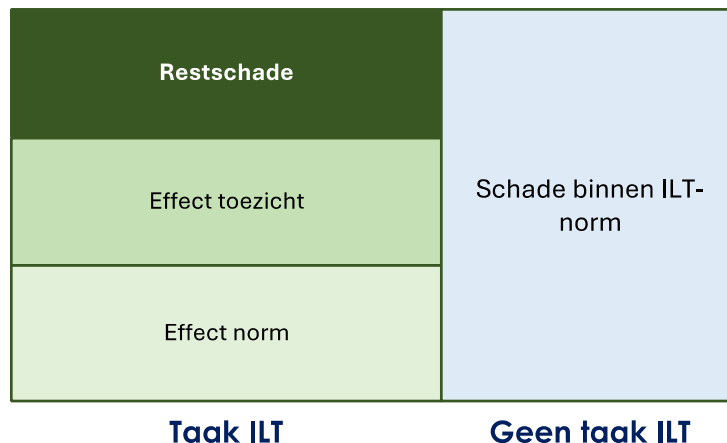 Restschade
Effect toezicht
Schade binnen ILT-
norm
Effect norm
Taak ILT
Geen taak ILT